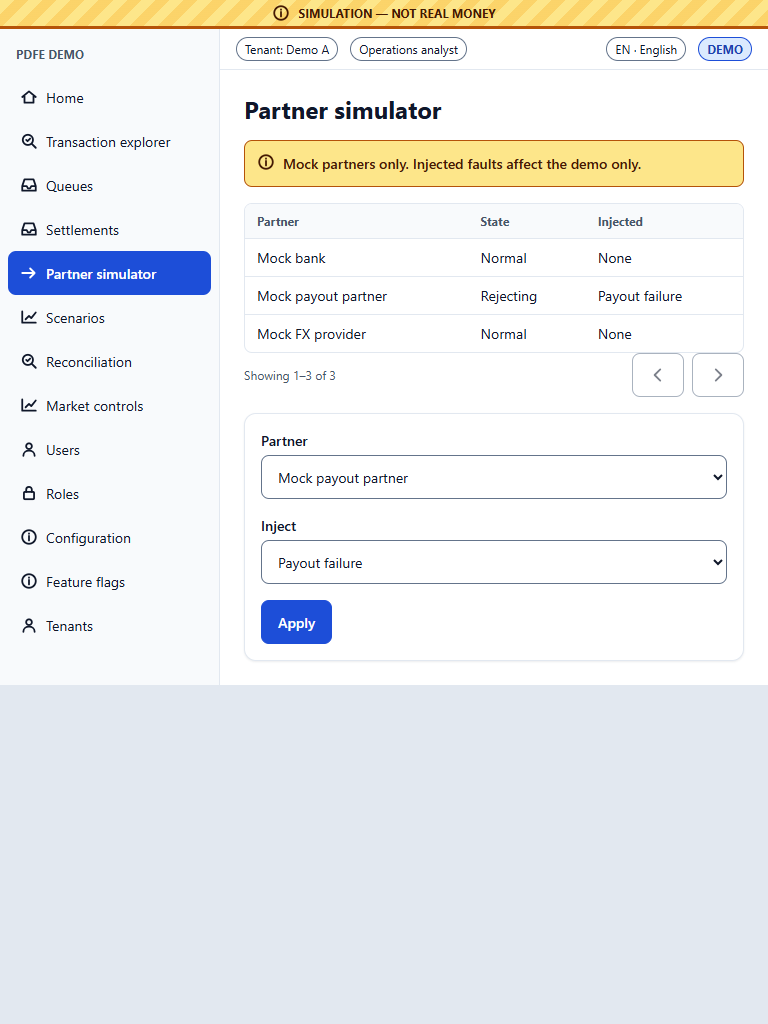 SIMULATION — NOT REAL MONEY
PDFE DEMO
Home
Transaction explorer
Queues
Settlements
Partner simulator
Scenarios
Reconciliation
Market controls
Users
Roles
Configuration
Feature flags
Tenants
Tenant: Demo A
Operations analyst
EN · English
DEMO
Partner simulator
Mock partners only. Injected faults affect the demo only.
Partner State Injected
Mock bank Normal None
Mock payout partner Rejecting Payout failure
Mock FX provider Normal None
Showing 1–3 of 3
Partner
Mock payout partner
Inject
Payout failure
Apply